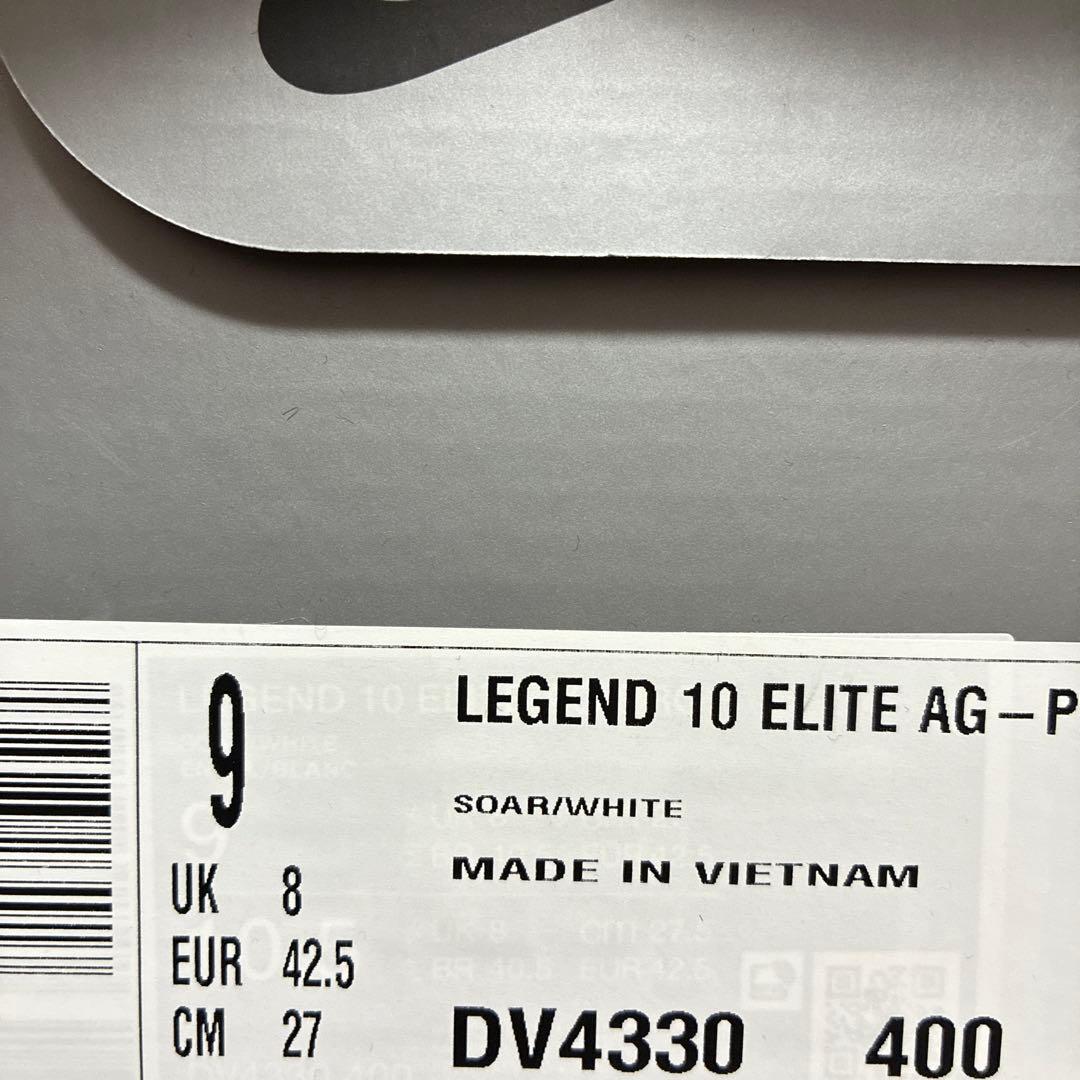 9
LEGEND 10 ELITE AG-P
SOAR/WHITE
MADE IN VIETNAM
UK 8
EUR 42.5
CM 27
DV4330 400